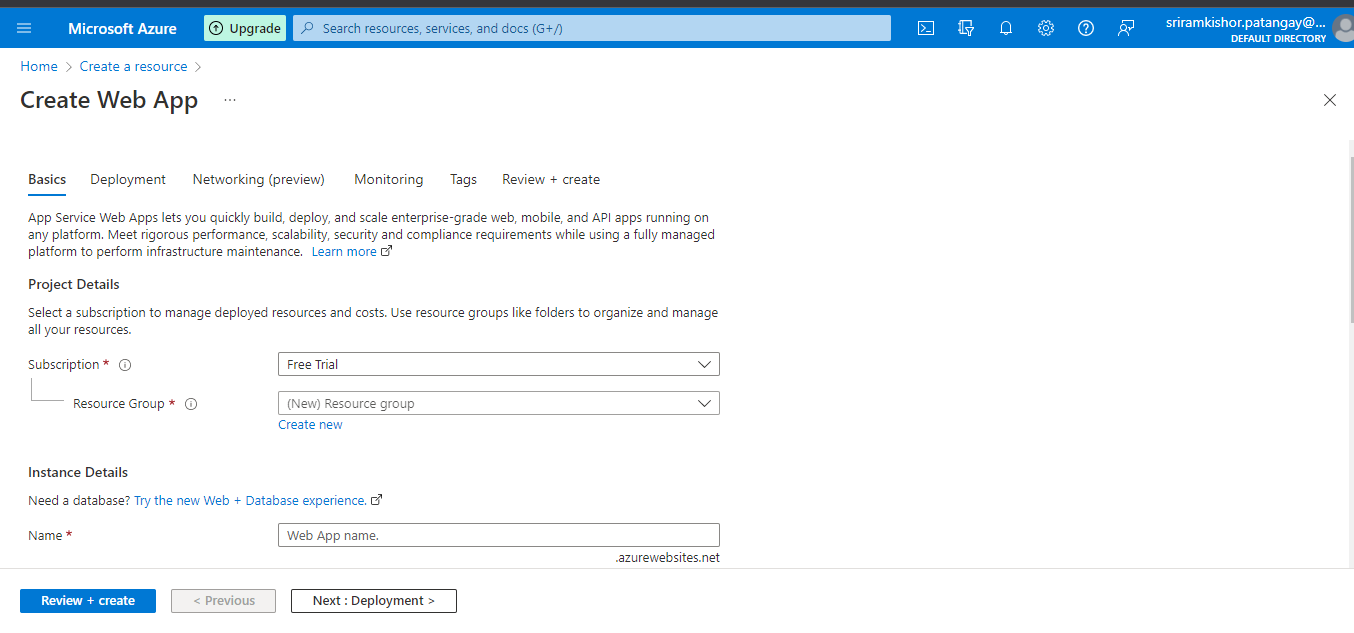 Microsoft Azure
Upgrade
Search resources, services, and docs (G+/)
sriramkishor.patangay@...
DEFAULT DIRECTORY
Home > Create a resource >
Create Web App ...
Basics Deployment Networking (preview) Monitoring Tags Review + create
App Service Web Apps lets you quickly build, deploy, and scale enterprise-grade web, mobile, and API apps running on
any platform. Meet rigorous performance, scalability, security and compliance requirements while using a fully managed
platform to perform infrastructure maintenance. Learn more
Project Details
Select a subscription to manage deployed resources and costs. Use resource groups like folders to organize and manage
all your resources.
Subscription * Free Trial
Resource Group * (New) Resource group
Create new
Instance Details
Need a database? Try the new Web + Database experience.
Name * Web App name.
.azurewebsites.net
Review + create < Previous Next : Deployment >